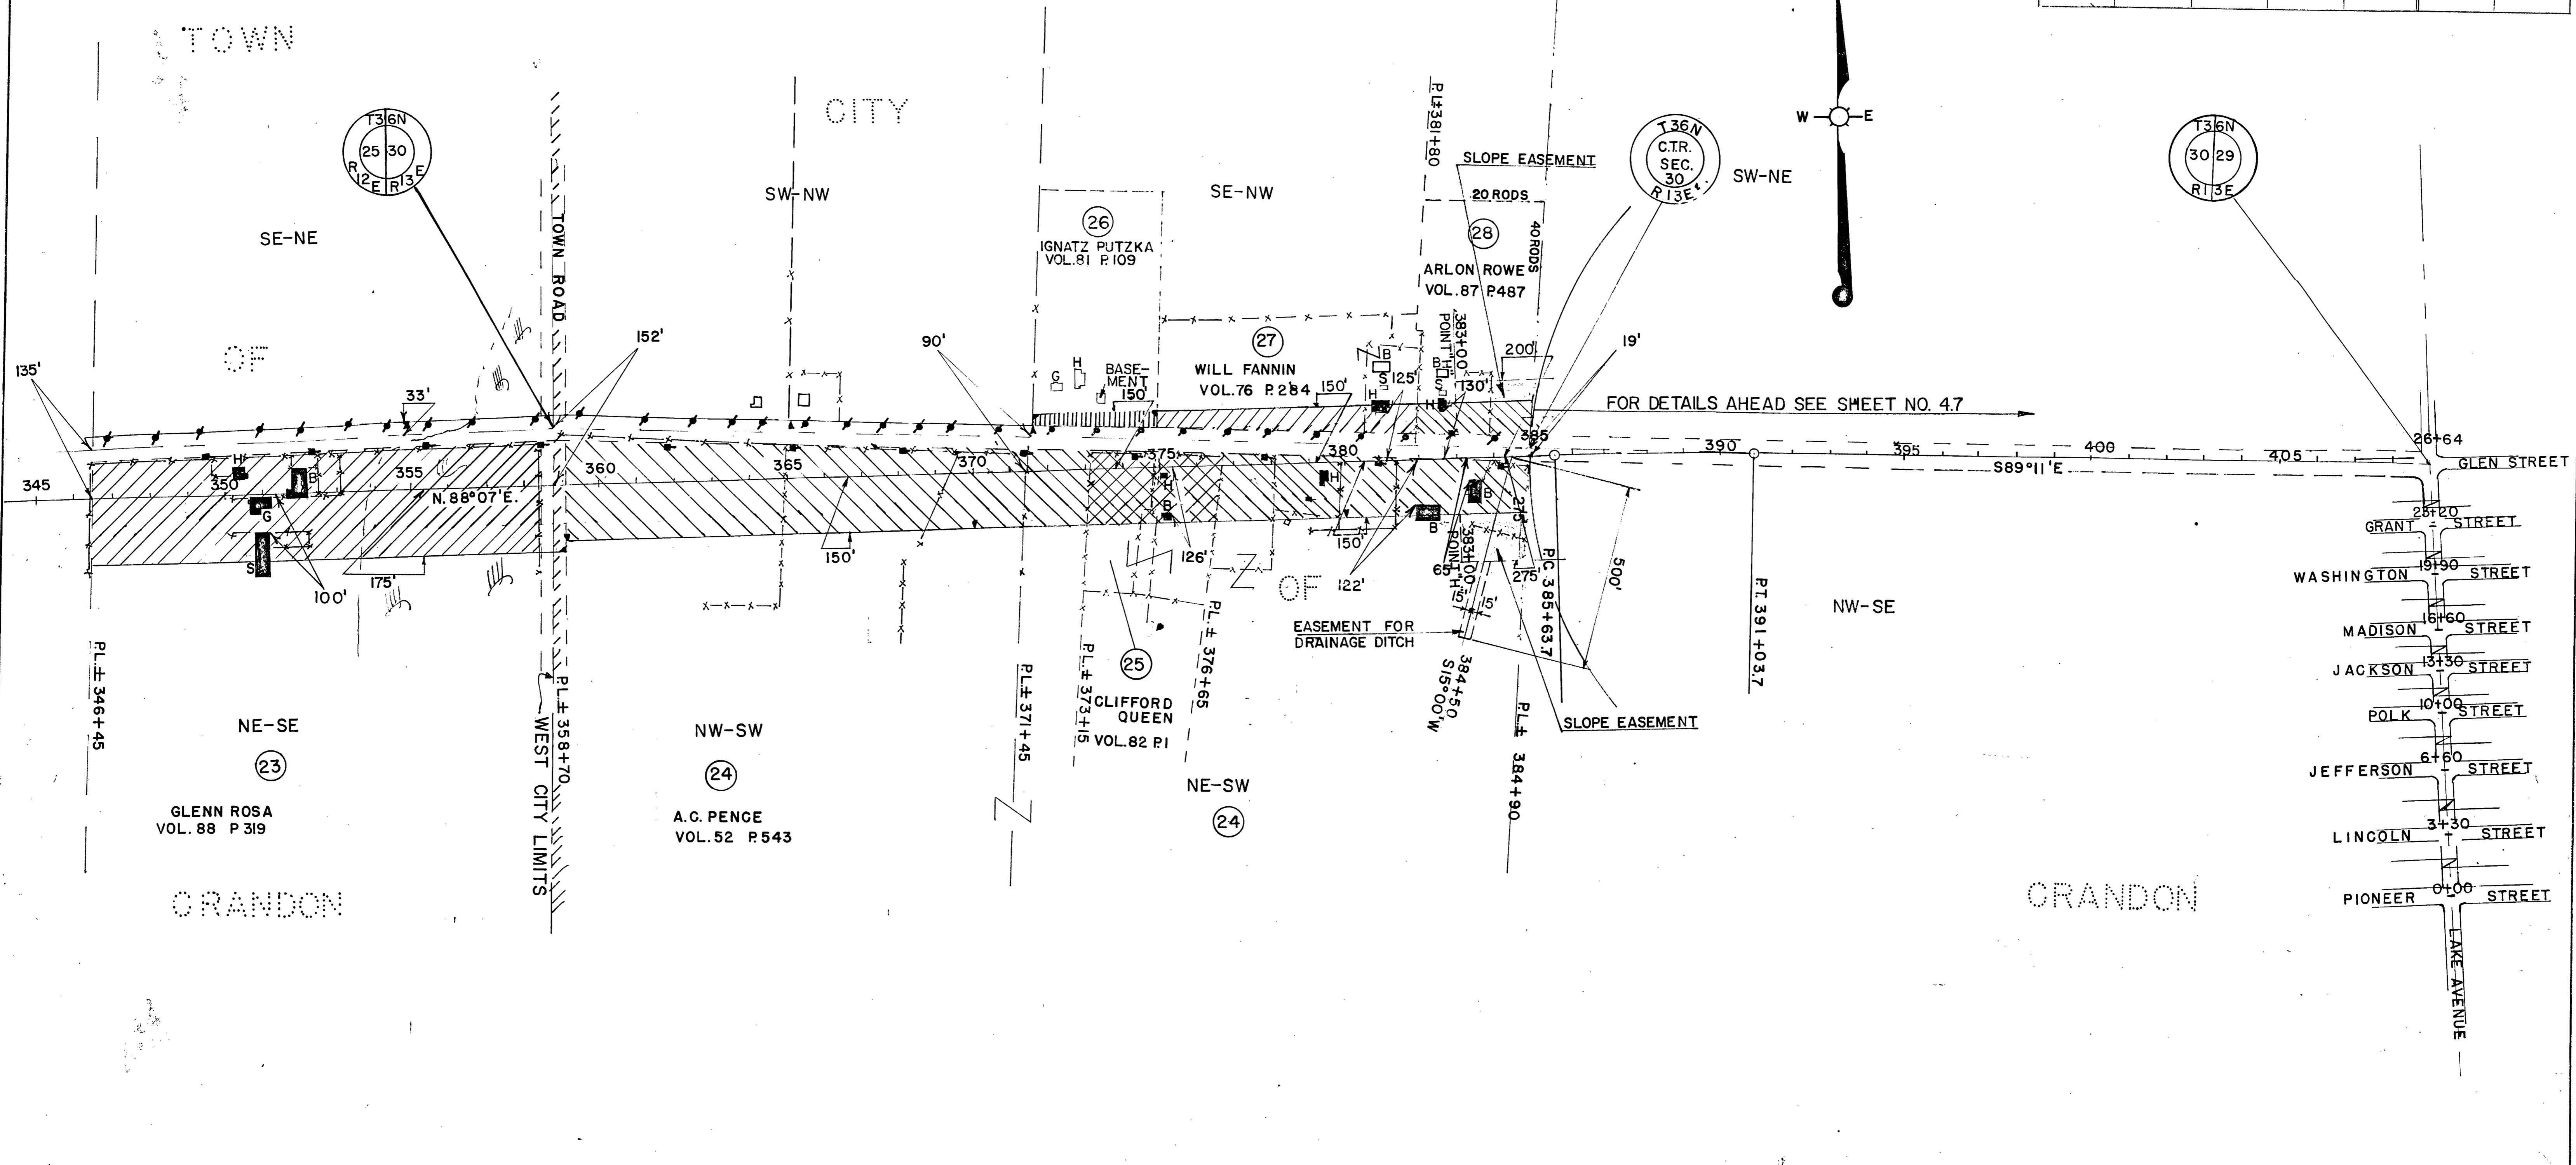 TOWN
OF
CRANDON
CITY
OF
CRANDON
T36N
25 30
R12E R13E
T36N
C.T.R.
SEC.
30
R13E
T36N
30 29
R13E
W E
SE-NE
SW-NW
SE-NW
SW-NE
TOWN ROAD
26
IGNATZ PUTZKA
VOL.81 P.109
27
WILL FANNIN
VOL.76 P.284
28
ARLON ROWE
VOL.87 P.487
P.L.±381+80
SLOPE EASEMENT
20 RODS
40 RODS
383+00
POINT "H"
135'
33'
152'
90'
G
H
BASE-
MENT
150'
150'
H
B
S
125'
B
S
H
130'
200'
19'
FOR DETAILS AHEAD SEE SHEET NO. 4.7
345
350
355
360
365
370
375
380
385
390
395
400
405
N.88°07'E.
S89°11'E
H
B
G
S
100'
175'
150'
H
B
126'
H
150'
122'
B
B
65'
383+00
POINT "H"
275'
275'
15'
15'
500'
EASEMENT FOR
DRAINAGE DITCH
384+50
S15°00'W
SLOPE EASEMENT
P.C. 385+63.7
P.T. 391+03.7
P.L.± 346+45
P.L.± 358+70
WEST CITY LIMITS
P.L.±371+45
P.L.±373+15
P.L.± 376+65
P.L.± 384+90
NE-SE
23
GLENN ROSA
VOL. 88 P.319
NW-SW
24
A.C. PENCE
VOL. 52 P.543
25
CLIFFORD
QUEEN
VOL.82 P.1
NE-SW
24
NW-SE
26+64
GLEN STREET
23+20
GRANT STREET
19+90
WASHINGTON STREET
16+60
MADISON STREET
13+30
JACKSON STREET
10+00
POLK STREET
6+60
JEFFERSON STREET
3+30
LINCOLN STREET
0+00
PIONEER STREET
LAKE AVENUE